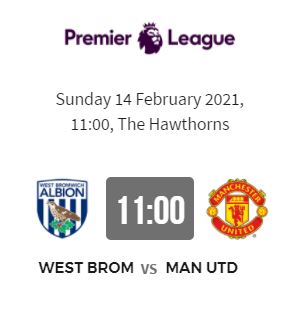 Premier League
Sunday 14 February 2021,
11:00, The Hawthorns
WEST BROMWICH
ALBION
11:00
MANCHESTER
UNITED
WEST BROM vs MAN UTD